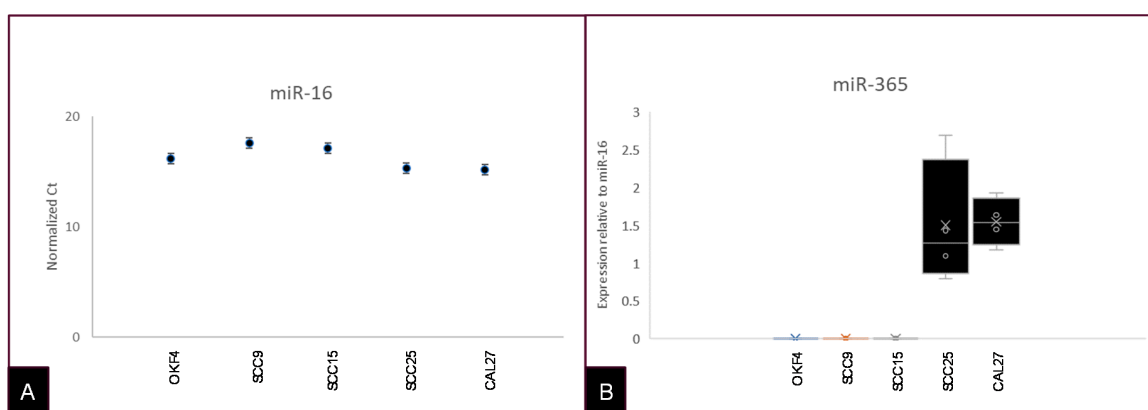 miR-16
20
10
0
Normalized Ct
OKF4
SCC9
SCC15
SCC25
CAL27
A
miR-365
3
2.5
2
1.5
1
0.5
0
Expression relative to miR-16
OKF4
SCC9
SCC15
SCC25
CAL27
B